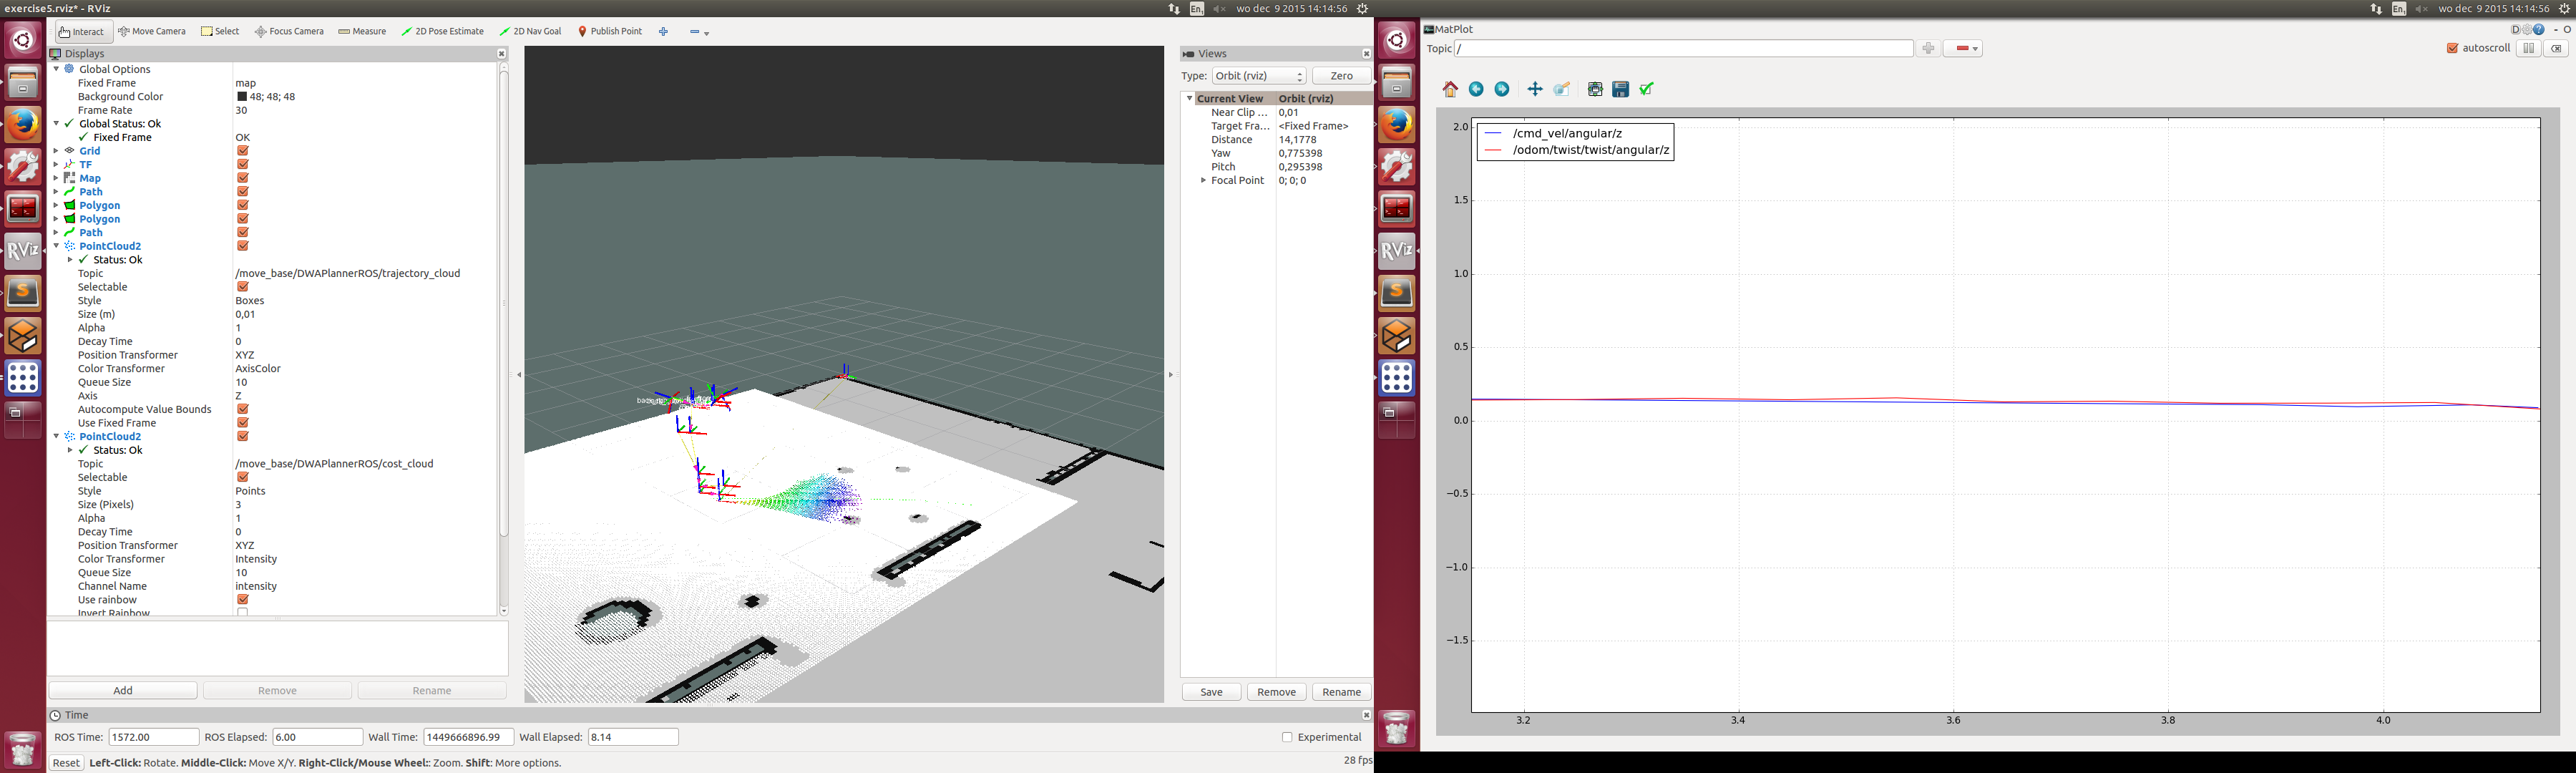 exercise5.rviz* - RViz
En
wo dec 9 2015 14:14:56
En
wo dec 9 2015 14:14:56
Interact Move Camera Select Focus Camera Measure 2D Pose Estimate 2D Nav Goal Publish Point
Displays
Global Options
Fixed Frame map
Background Color 48; 48; 48
Frame Rate 30
Global Status: Ok
Fixed Frame OK
Grid
TF
Map
Path
Polygon
Polygon
Path
PointCloud2
Status: Ok
Topic /move_base/DWAPlannerROS/trajectory_cloud
Selectable
Style Boxes
Size (m) 0,01
Alpha 1
Decay Time 0
Position Transformer XYZ
Color Transformer AxisColor
Queue Size 10
Axis Z
Autocompute Value Bounds
Use Fixed Frame
PointCloud2
Status: Ok
Topic /move_base/DWAPlannerROS/cost_cloud
Selectable
Style Points
Size (Pixels) 3
Alpha 1
Decay Time 0
Position Transformer XYZ
Color Transformer Intensity
Queue Size 10
Channel Name intensity
Use rainbow
Invert Rainbow
Add Remove Rename
RViz
S
Views
Type: Orbit (rviz) Zero
Current View Orbit (rviz)
Near Clip ... 0,01
Target Fra... <Fixed Frame>
Distance 14,1778
Yaw 0,775398
Pitch 0,295398
Focal Point 0; 0; 0
Save Remove Rename
Time
ROS Time: 1572.00 ROS Elapsed: 6.00 Wall Time: 1449666896.99 Wall Elapsed: 8.14 Experimental
Reset Left-Click: Rotate. Middle-Click: Move X/Y. Right-Click/Mouse Wheel:: Zoom. Shift: More options. 28 fps
RViz
S
MatPlot
D - O
Topic / autoscroll
/cmd_vel/angular/z
/odom/twist/twist/angular/z
2.0
1.5
1.0
0.5
0.0
−0.5
−1.0
−1.5
3.2 3.4 3.6 3.8 4.0